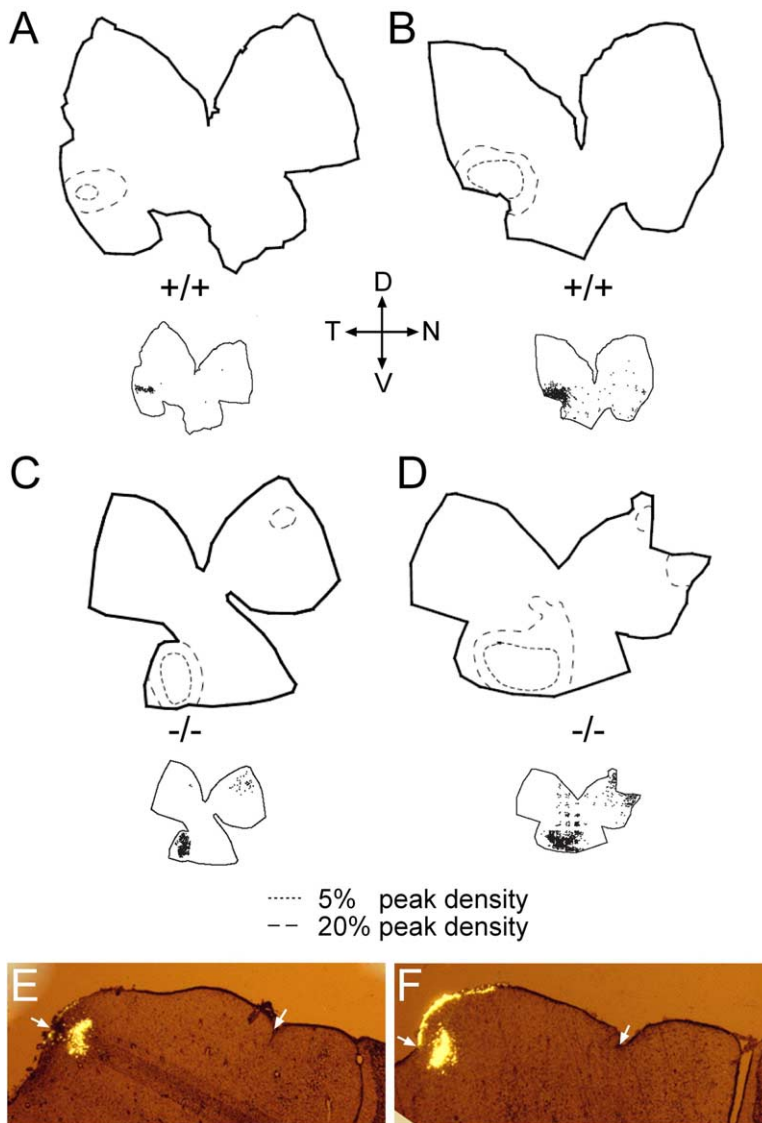 A
B
+/+
+/+
D
T N
V
C
D
-/-
-/-
5% peak density
20% peak density
E
F